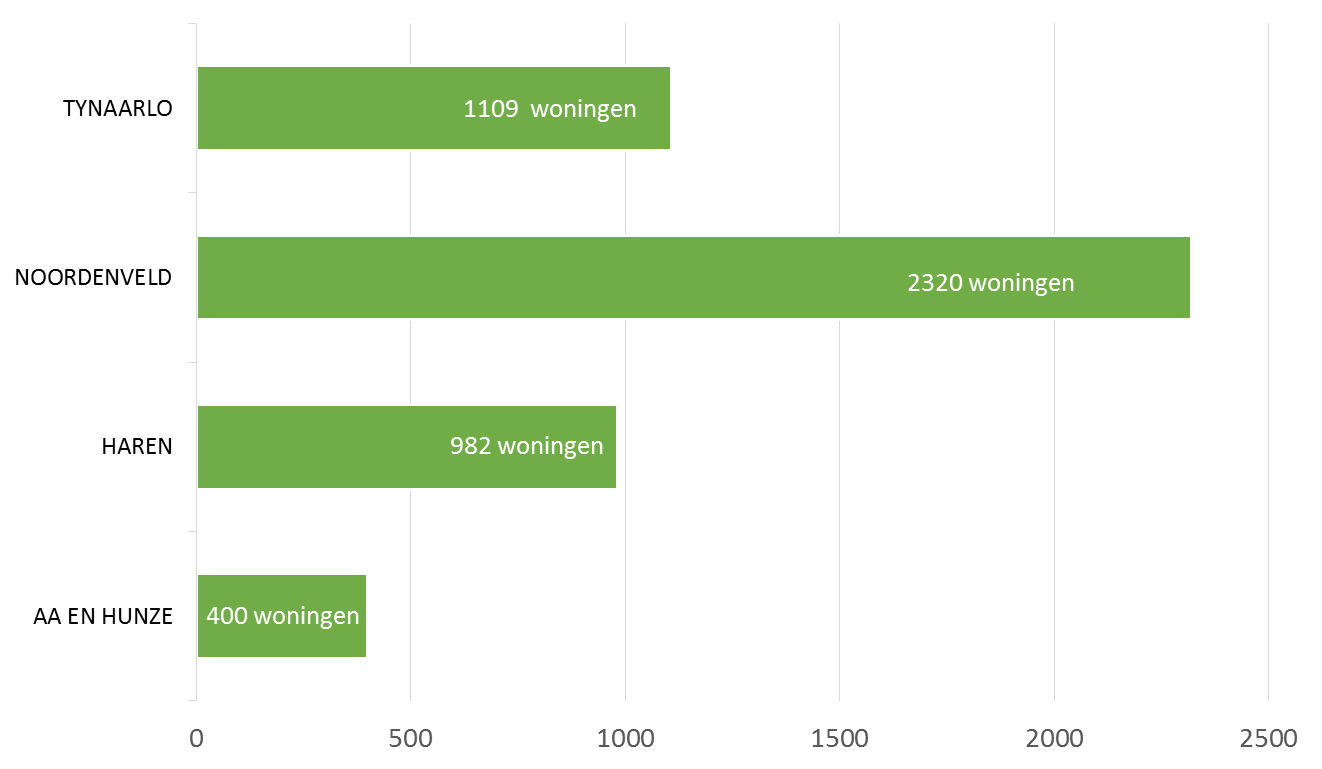 TYNAARLO 1109 woningen
NOORDENVELD 2320 woningen
HAREN 982 woningen
AA EN HUNZE 400 woningen
0 500 1000 1500 2000 2500